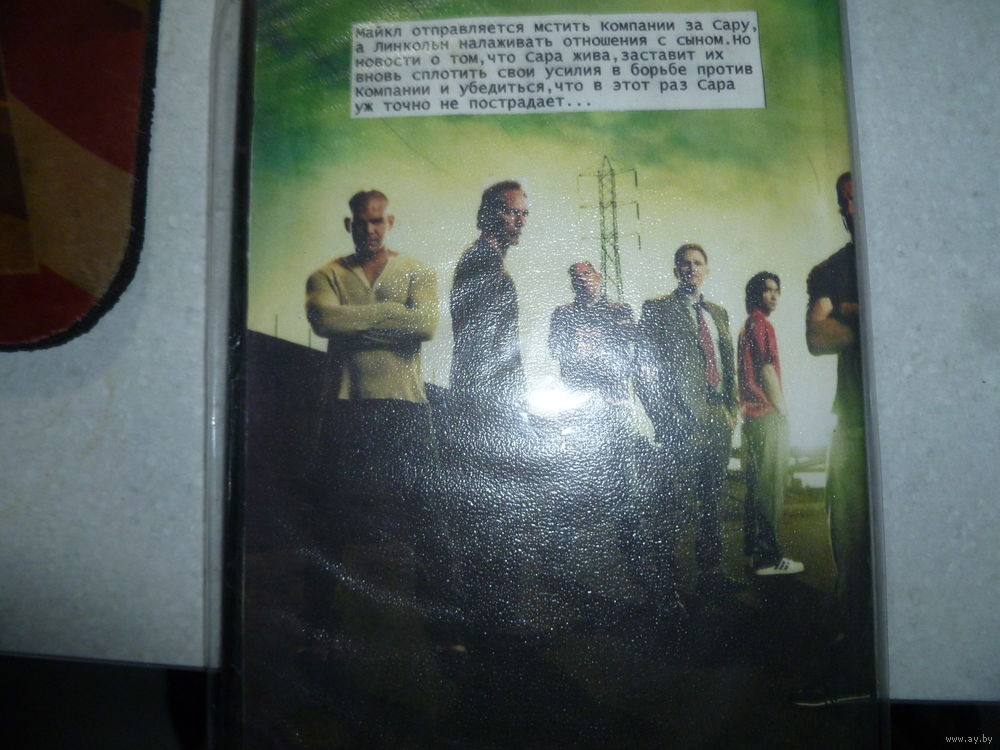 Майкл отправляется мстить Компании за Сару,
а Линкольн налаживать отношения с сыном.Но
новости о том,что Сара жива,заставит их
вновь сплотить свои усилия в борьбе против
Компании и убедиться,что в этот раз Сара
уж точно не пострадает...
www.ay.by